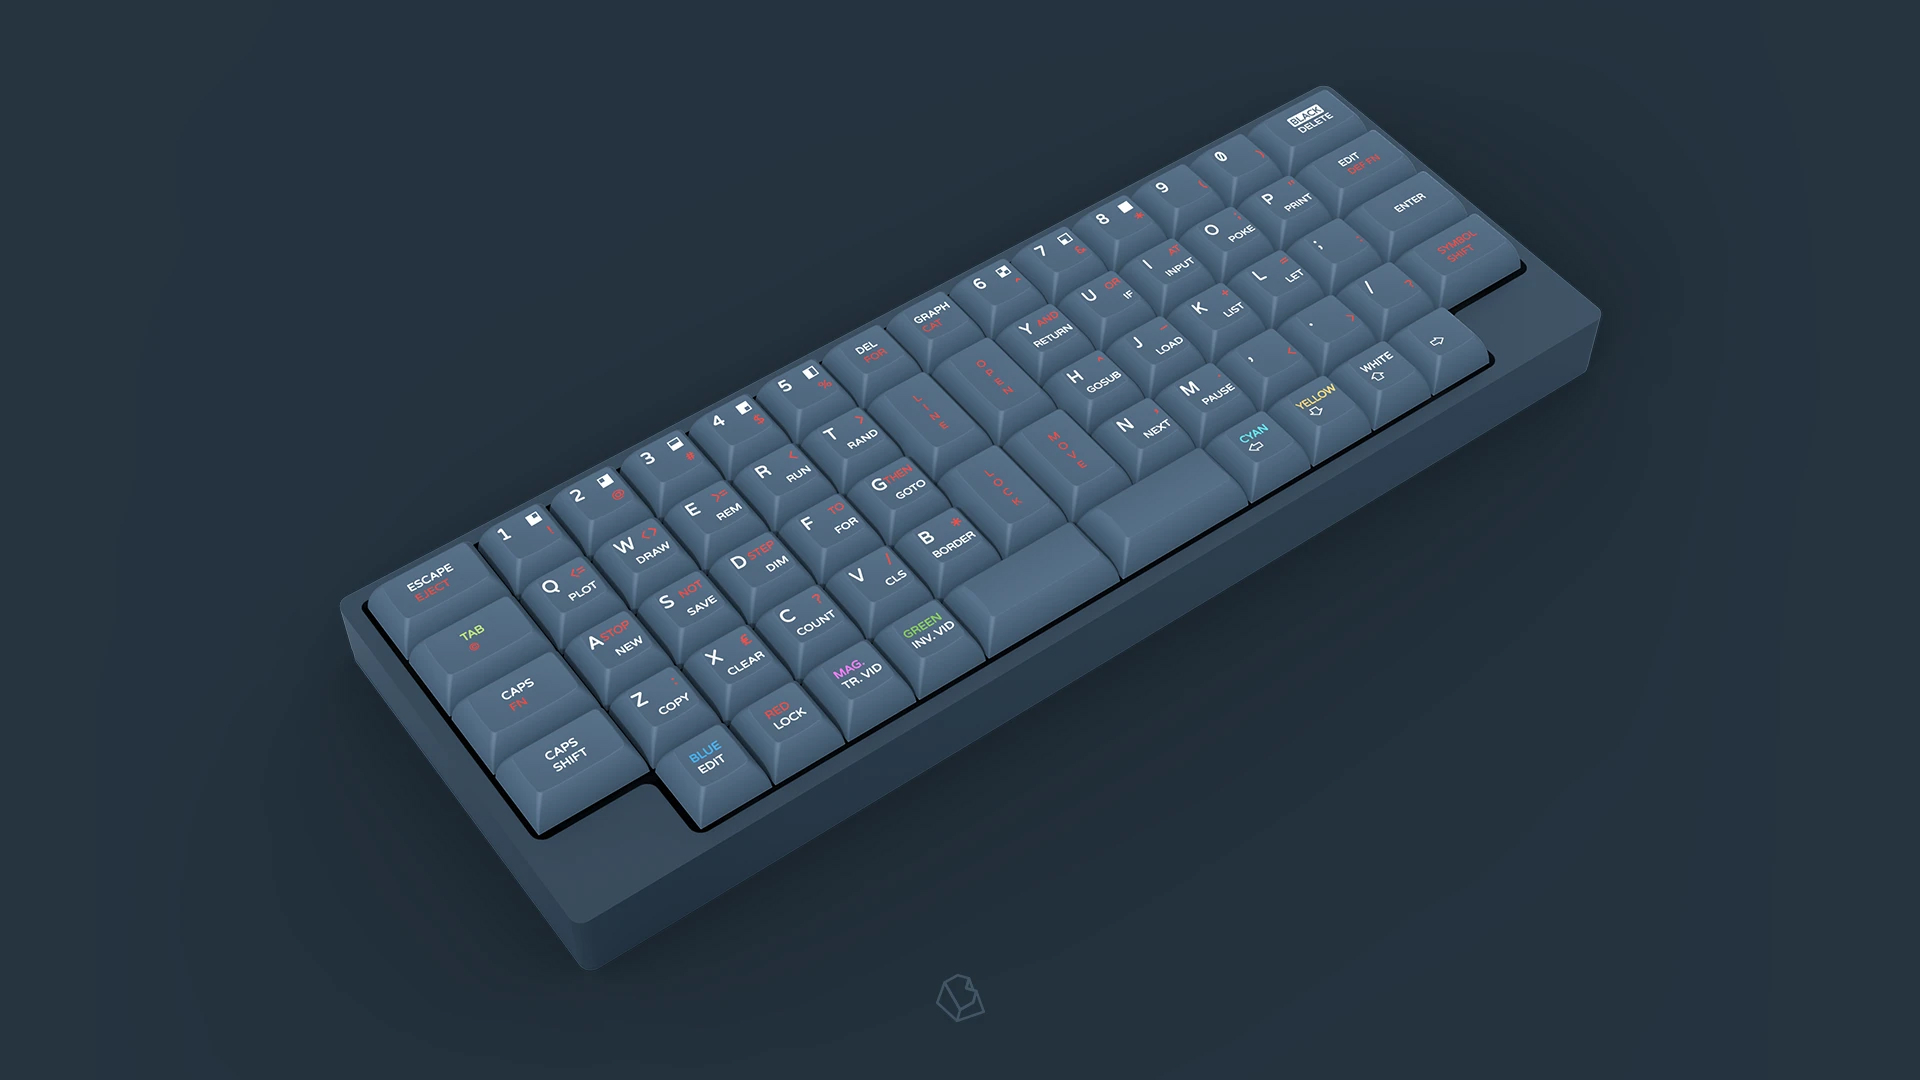 ESCAPE
EJECT
1 !
2 @
3 #
4 $
5 %
DEL
FOR
GRAPH
CAT
6 ^
7 &
8 *
9 (
0 )
BLACK
DELETE
TAB
©
Q <=
PLOT
W <>
DRAW
E >=
REM
R <
RUN
T >
RAND
LINE
OPEN
Y AND
RETURN
U OR
IF
I AT
INPUT
O ;
POKE
P "
PRINT
EDIT
DEF FN
CAPS
FN
A STOP
NEW
S NOT
SAVE
D STEP
DIM
F TO
FOR
G THEN
GOTO
LOCK
MOVE
H ^
GOSUB
J –
LOAD
K +
LIST
L =
LET
; :
ENTER
CAPS
SHIFT
Z :
COPY
X £
CLEAR
C ?
COUNT
V /
CLS
B *
BORDER
N ,
NEXT
M
PAUSE
, <
. >
/ ?
SYMBOL
SHIFT
BLUE
EDIT
RED
LOCK
MAG.
TR. VID
GREEN
INV. VID
CYAN
⇦
YELLOW
⇩
WHITE
⇧
⇨